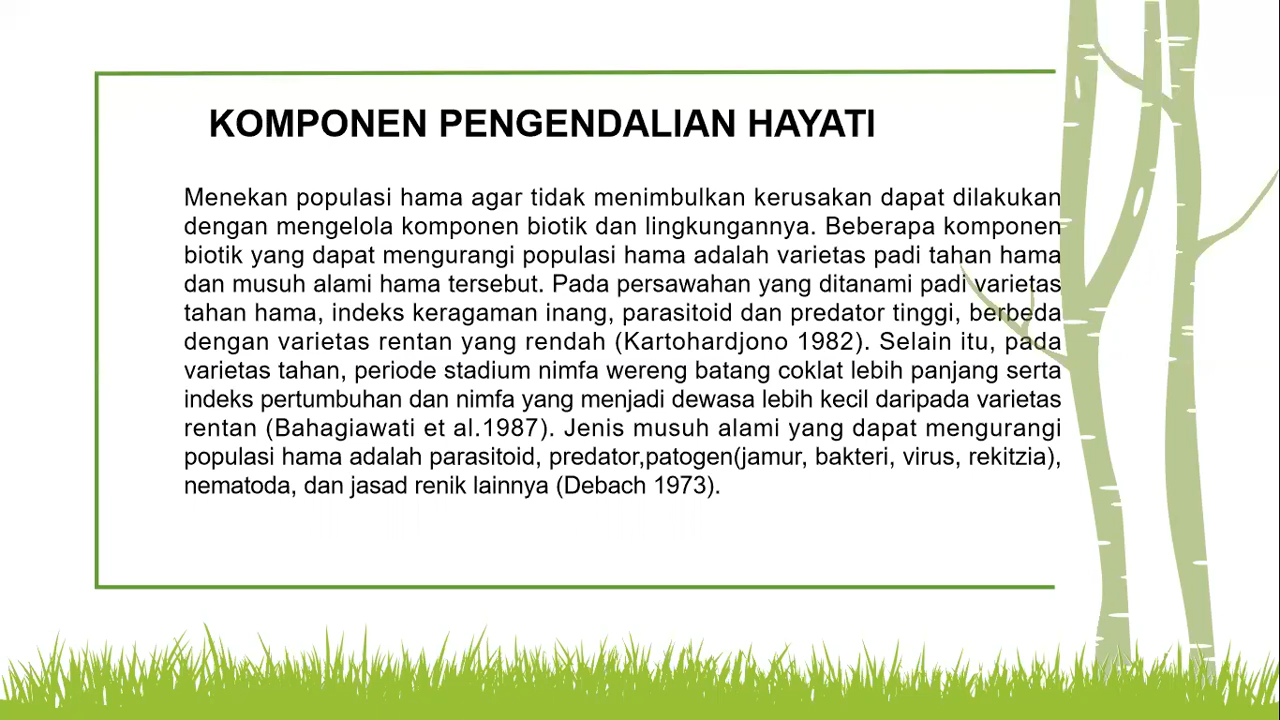 KOMPONEN PENGENDALIAN HAYATI
Menekan populasi hama agar tidak menimbulkan kerusakan dapat dilakukan
dengan mengelola komponen biotik dan lingkungannya. Beberapa komponen
biotik yang dapat mengurangi populasi hama adalah varietas padi tahan hama
dan musuh alami hama tersebut. Pada persawahan yang ditanami padi varietas
tahan hama, indeks keragaman inang, parasitoid dan predator tinggi, berbeda
dengan varietas rentan yang rendah (Kartohardjono 1982). Selain itu, pada
varietas tahan, periode stadium nimfa wereng batang coklat lebih panjang serta
indeks pertumbuhan dan nimfa yang menjadi dewasa lebih kecil daripada varietas
rentan (Bahagiawati et al.1987). Jenis musuh alami yang dapat mengurangi
populasi hama adalah parasitoid, predator,patogen(jamur, bakteri, virus, rekitzia),
nematoda, dan jasad renik lainnya (Debach 1973).